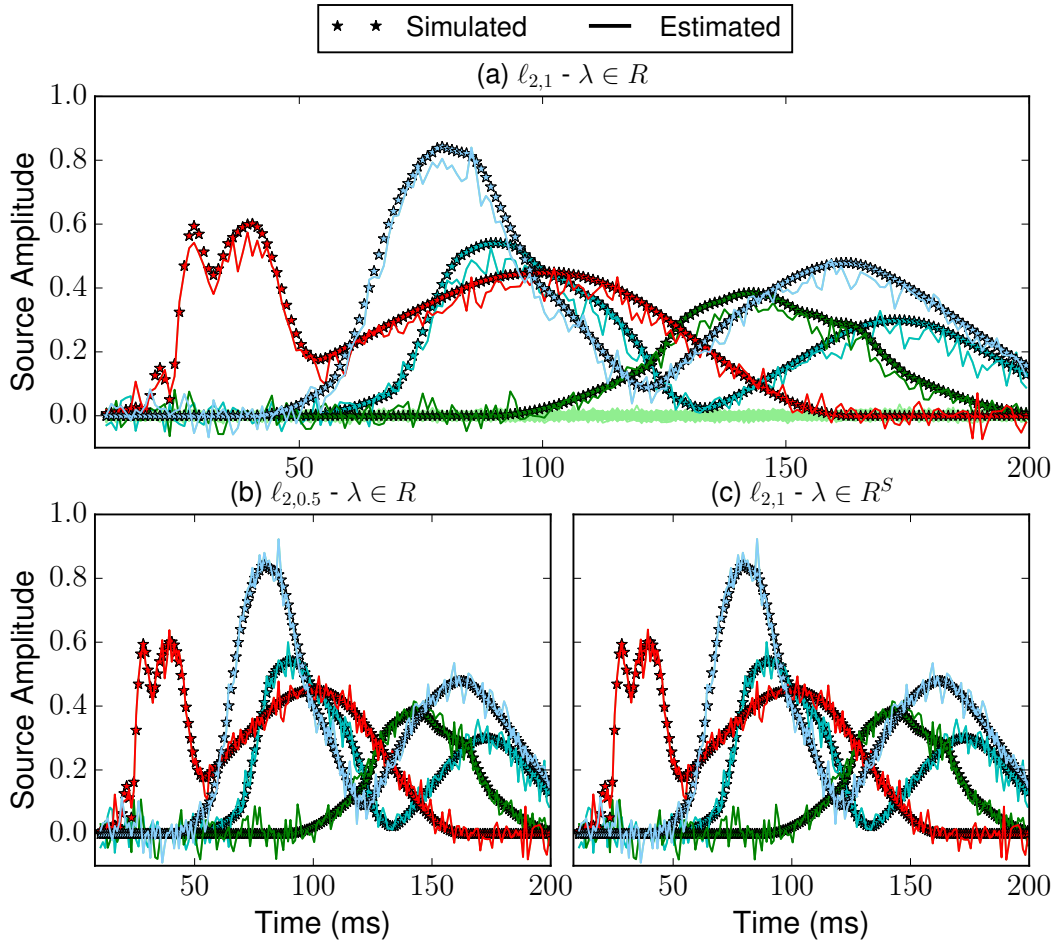 Simulated Estimated
(a) ℓ2,1 - λ ∈ R
1.0
0.8
0.6
0.4
0.2
0.0
Source Amplitude
50 100 150 200
(b) ℓ2,0.5 - λ ∈ R
(c) ℓ2,1 - λ ∈ R^S
1.0
0.8
0.6
0.4
0.2
0.0
Source Amplitude
50 100 150 200
50 100 150 200
Time (ms)
Time (ms)